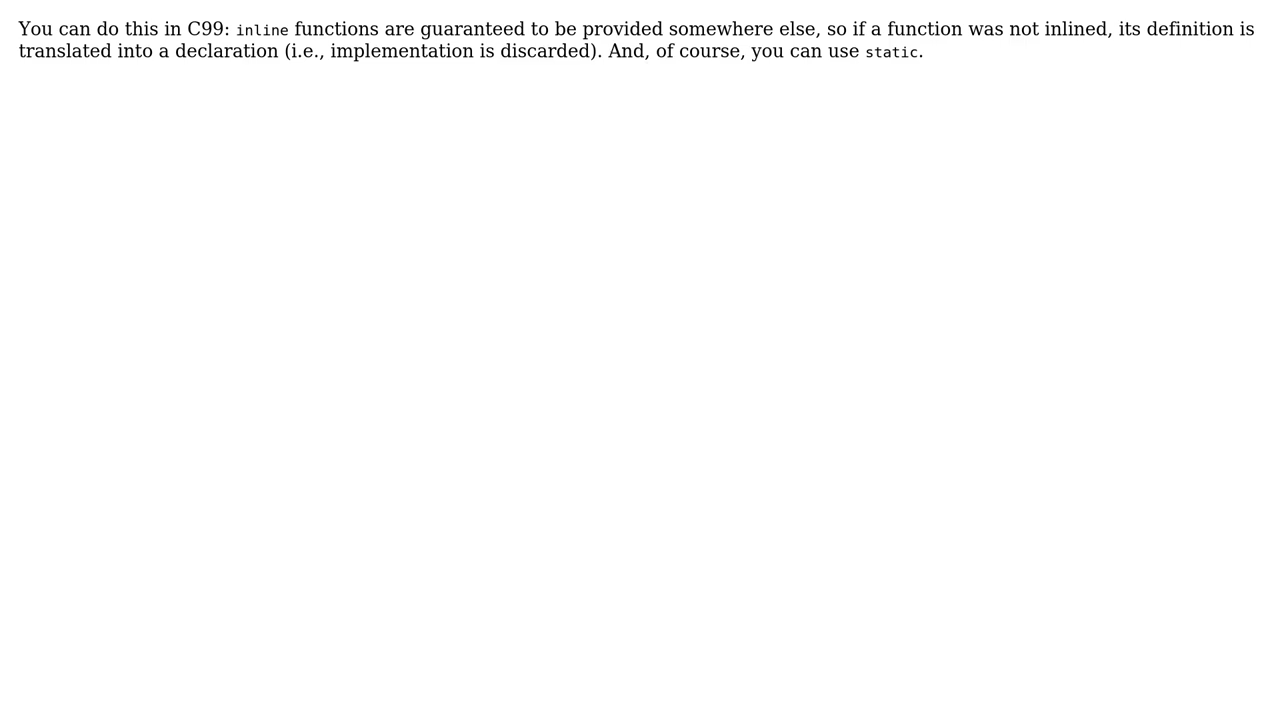 You can do this in C99: inline functions are guaranteed to be provided somewhere else, so if a function was not inlined, its definition is
translated into a declaration (i.e., implementation is discarded). And, of course, you can use static.